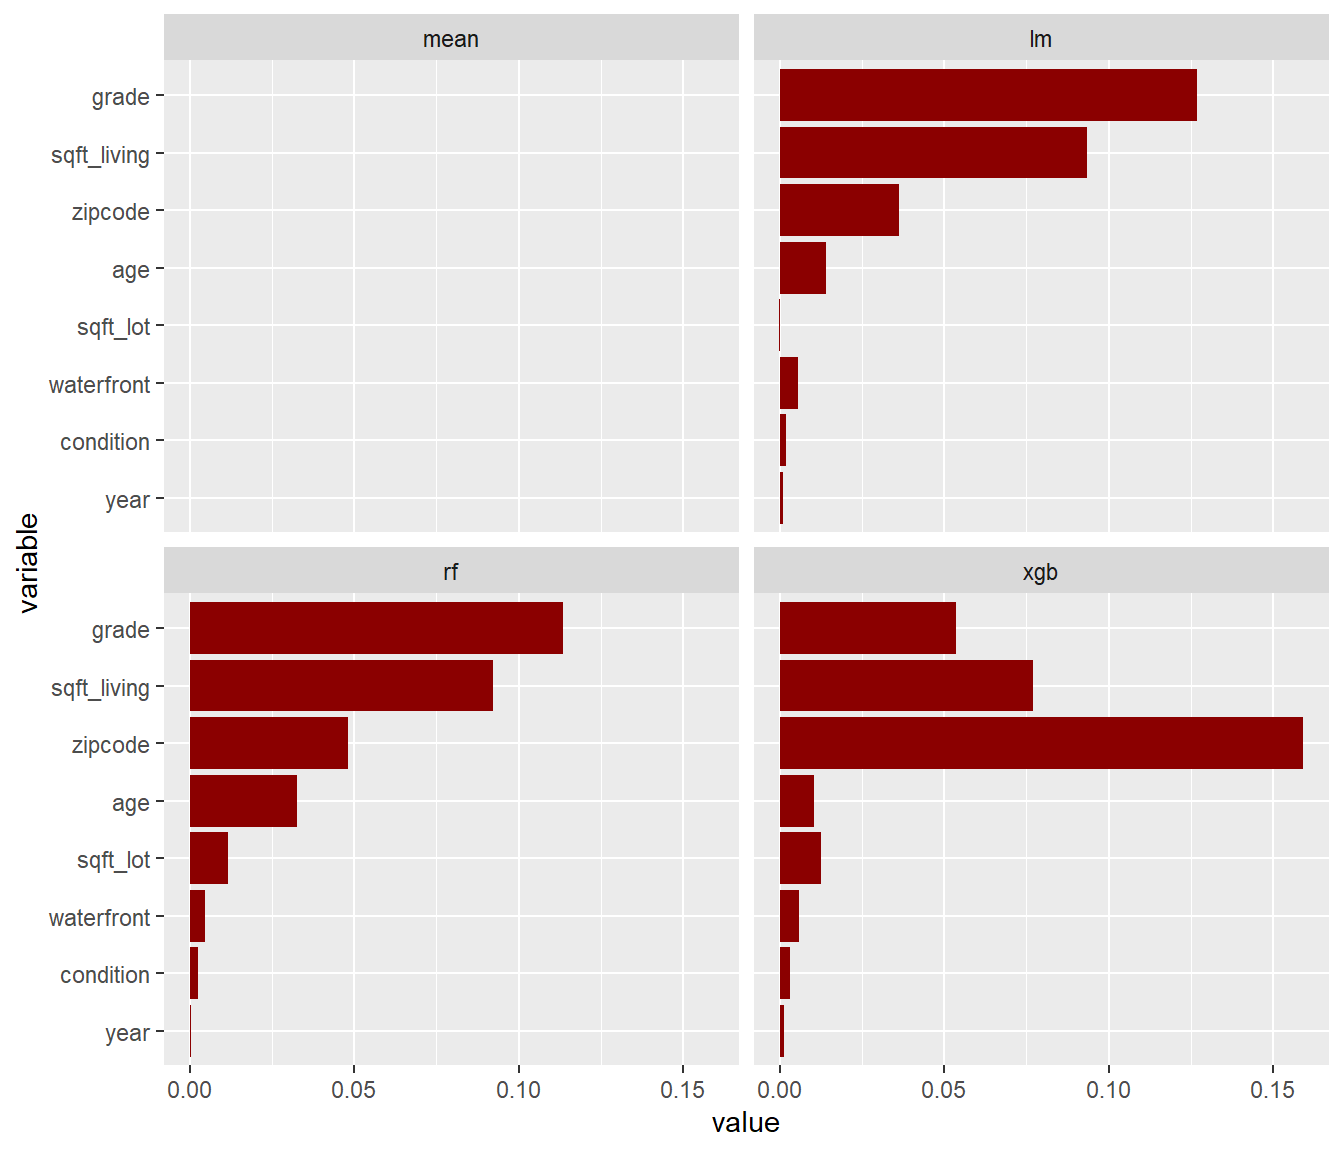 mean
lm
grade
sqft_living
zipcode
age
sqft_lot
waterfront
condition
year
variable
rf
xgb
grade
sqft_living
zipcode
age
sqft_lot
waterfront
condition
year
0.00 0.05 0.10 0.15
0.00 0.05 0.10 0.15
value